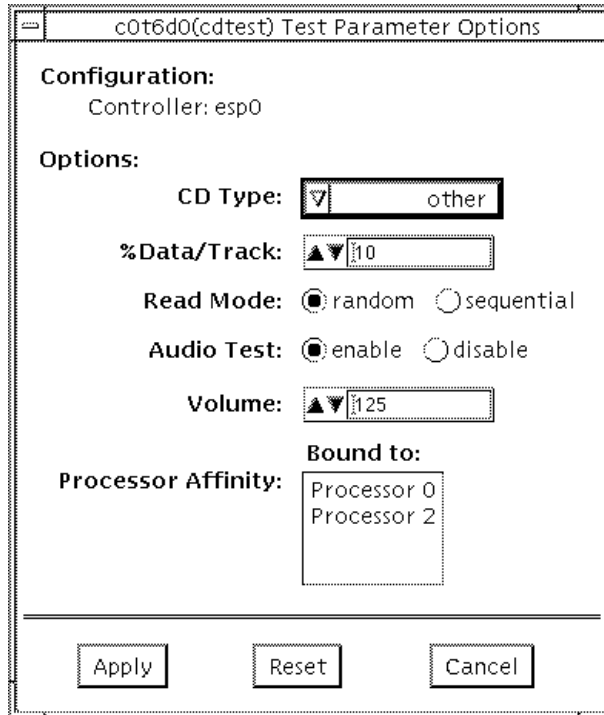 c0t6d0(cdtest) Test Parameter Options
Configuration:
Controller: esp0
Options:
CD Type: other
%Data/Track: 10
Read Mode: random sequential
Audio Test: enable disable
Volume: 125
Bound to:
Processor Affinity: Processor 0
Processor 2
Apply Reset Cancel